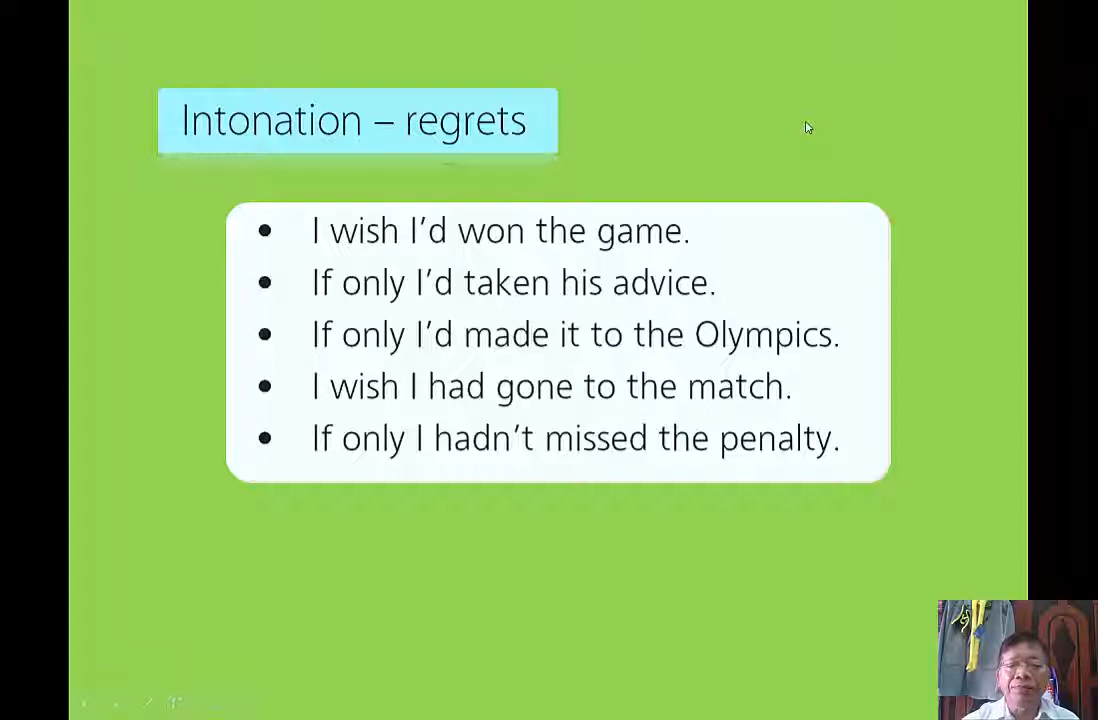 Intonation – regrets
• I wish I'd won the game.
• If only I'd taken his advice.
• If only I'd made it to the Olympics.
• I wish I had gone to the match.
• If only I hadn't missed the penalty.